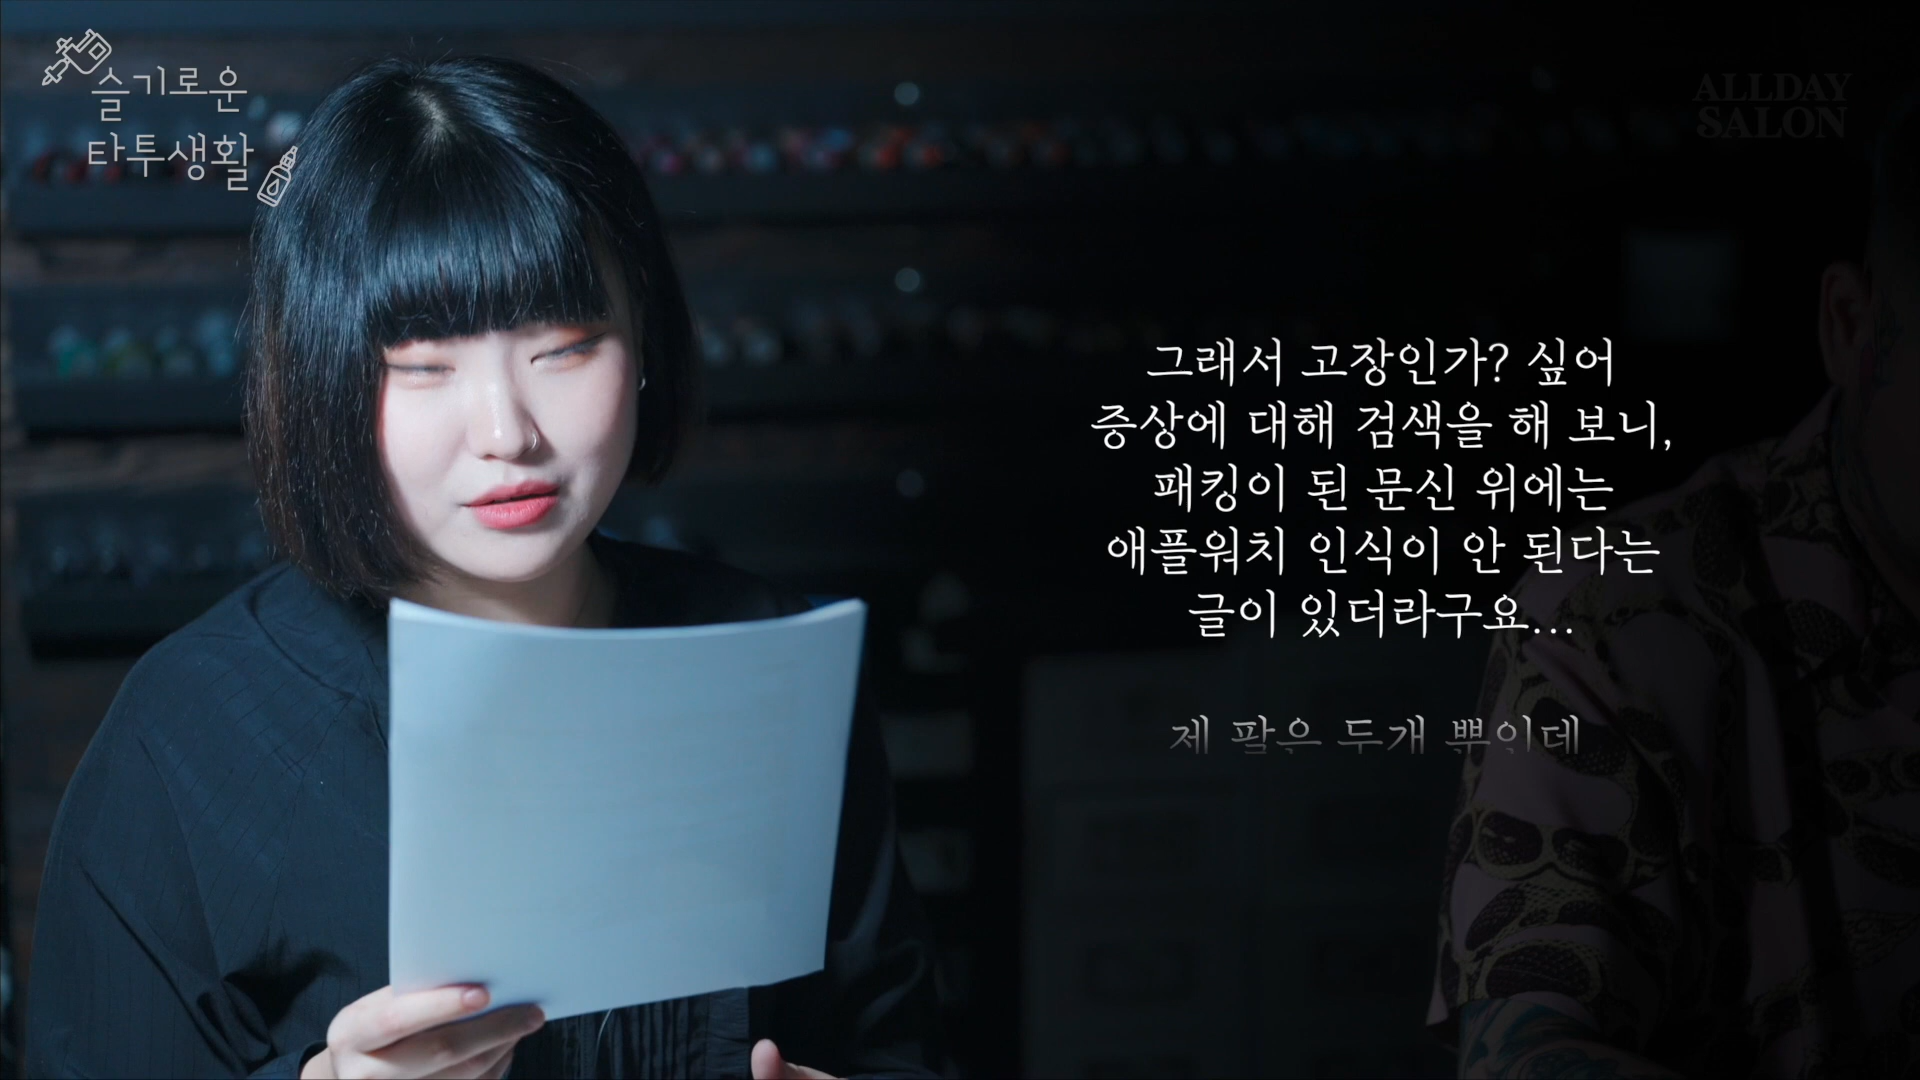 슬기로운
타투생활
ALLDAY
SALON
그래서 고장인가? 싶어
증상에 대해 검색을 해 보니,
패킹이 된 문신 위에는
애플워치 인식이 안 된다는
글이 있더라구요...
제 팔은 두개 뿐인데